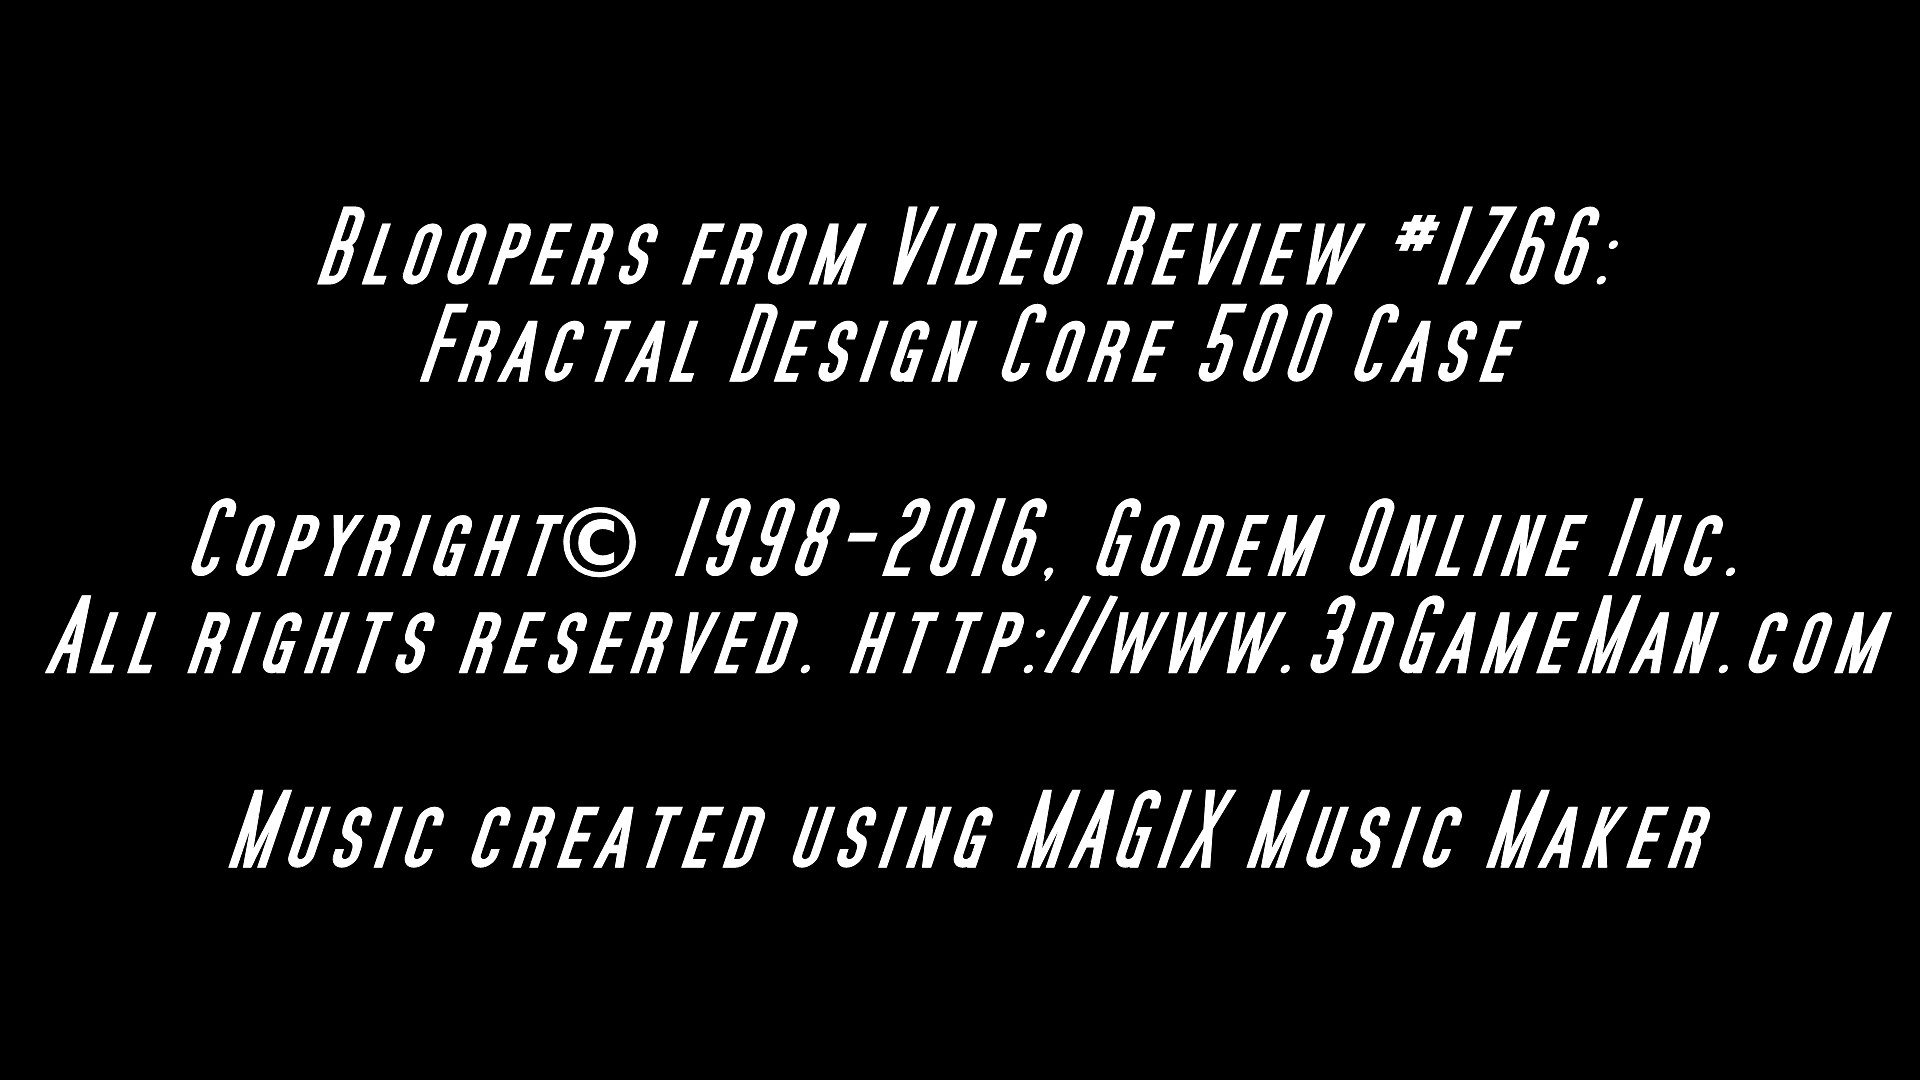 Bloopers from Video Review #1766:
Fractal Design Core 500 Case
Copyright© 1998-2016, Godem Online Inc.
All rights reserved. http://www.3dGameMan.com
Music created using MAGIX Music Maker